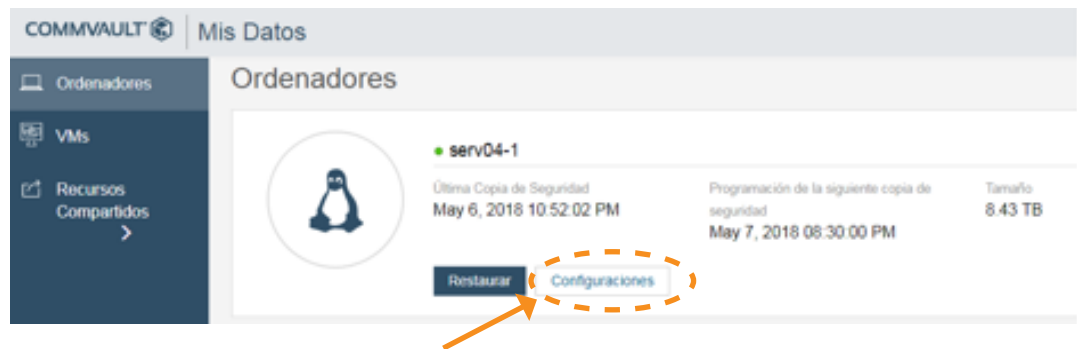 COMMVAULT Mis Datos
Ordenadores
VMs
Recursos
Compartidos
Ordenadores
serv04-1
Última Copia de Seguridad
May 6, 2018 10:52:02 PM
Programación de la siguiente copia de
seguridad
May 7, 2018 08:30:00 PM
Tamaño
8.43 TB
Restaurar Configuraciones